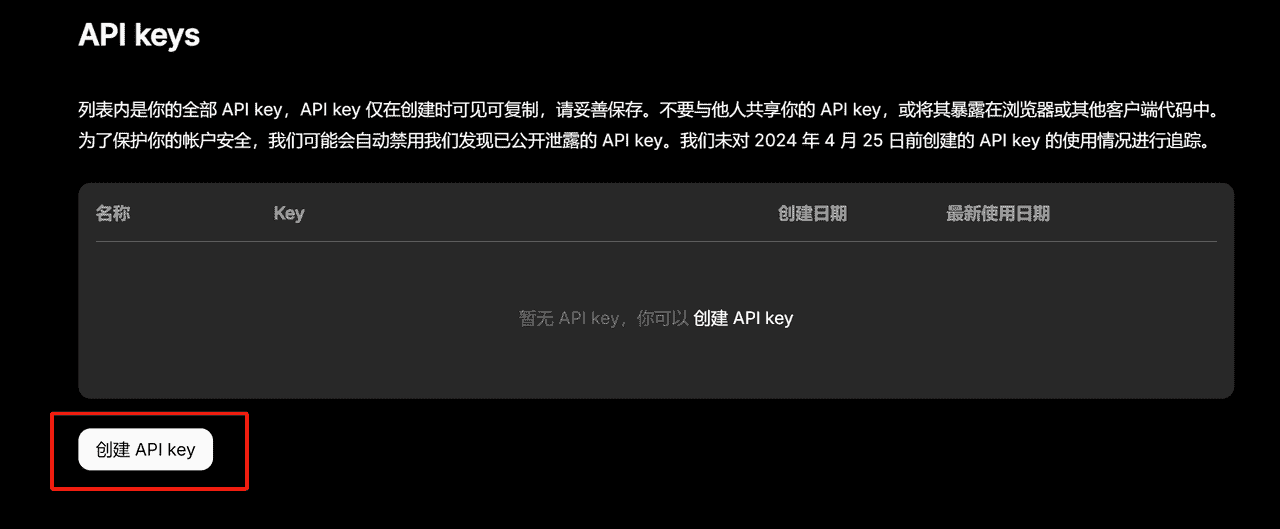 API keys
列表内是你的全部 API key，API key 仅在创建时可见可复制，请妥善保存。不要与他人共享你的 API key，或将其暴露在浏览器或其他客户端代码中。
为了保护你的帐户安全，我们可能会自动禁用我们发现已公开泄露的 API key。我们未对 2024 年 4 月 25 日前创建的 API key 的使用情况进行追踪。
名称 Key 创建日期 最新使用日期
暂无 API key，你可以 创建 API key
创建 API key